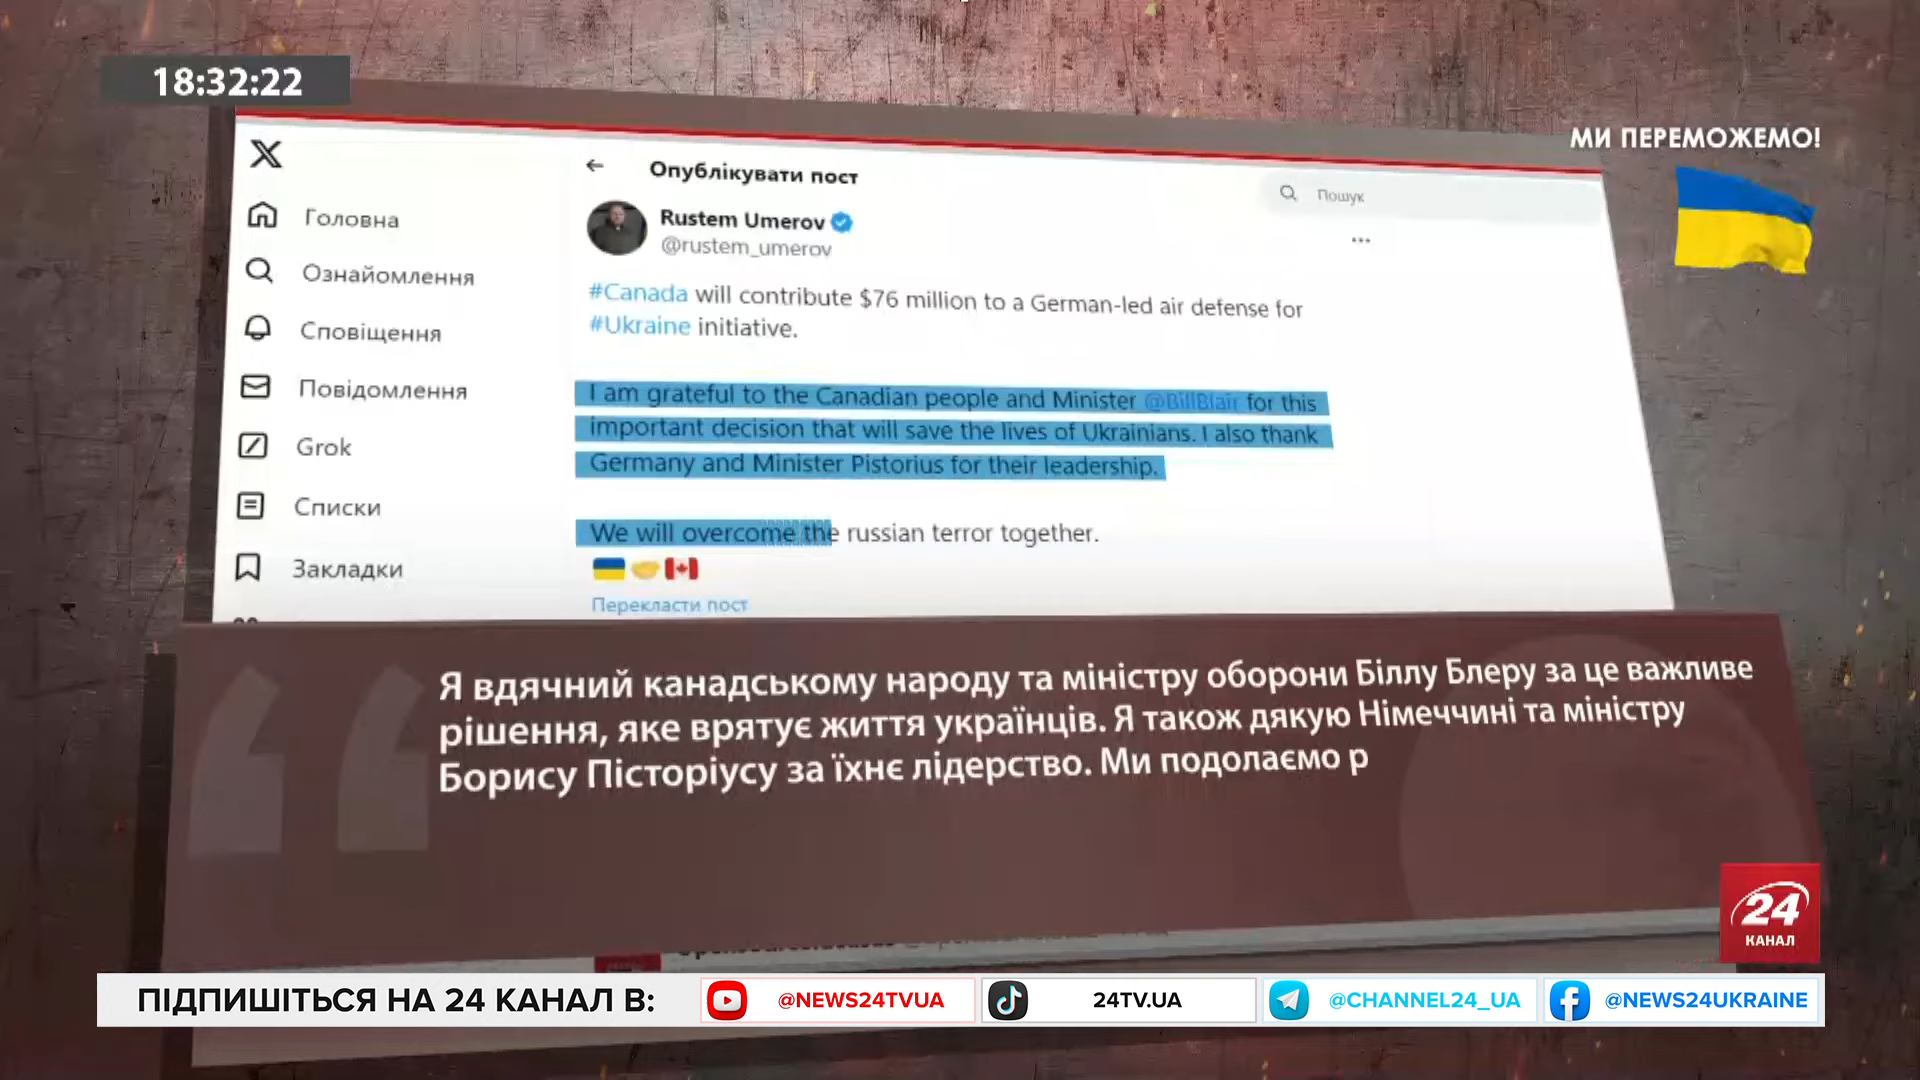 18:32:22
МИ ПЕРЕМОЖЕМО!
X
Головна
Ознайомлення
Сповіщення
Повідомлення
Grok
Списки
Закладки
Опублікувати пост
Пошук
Rustem Umerov
@rustem_umerov
#Canada will contribute $76 million to a German-led air defense for
#Ukraine initiative.
I am grateful to the Canadian people and Minister @BillBlair for this
important decision that will save the lives of Ukrainians. I also thank
Germany and Minister Pistorius for their leadership.
We will overcome the russian terror together.
Перекласти пост
Я вдячний канадському народу та міністру оборони Біллу Блеру за це важливе
рішення, яке врятує життя українців. Я також дякую Німеччині та міністру
Борису Пісторіусу за їхнє лідерство. Ми подолаємо р
24
КАНАЛ
ПІДПИШІТЬСЯ НА 24 КАНАЛ В:
@NEWS24TVUA
24TV.UA
@CHANNEL24_UA
@NEWS24UKRAINE